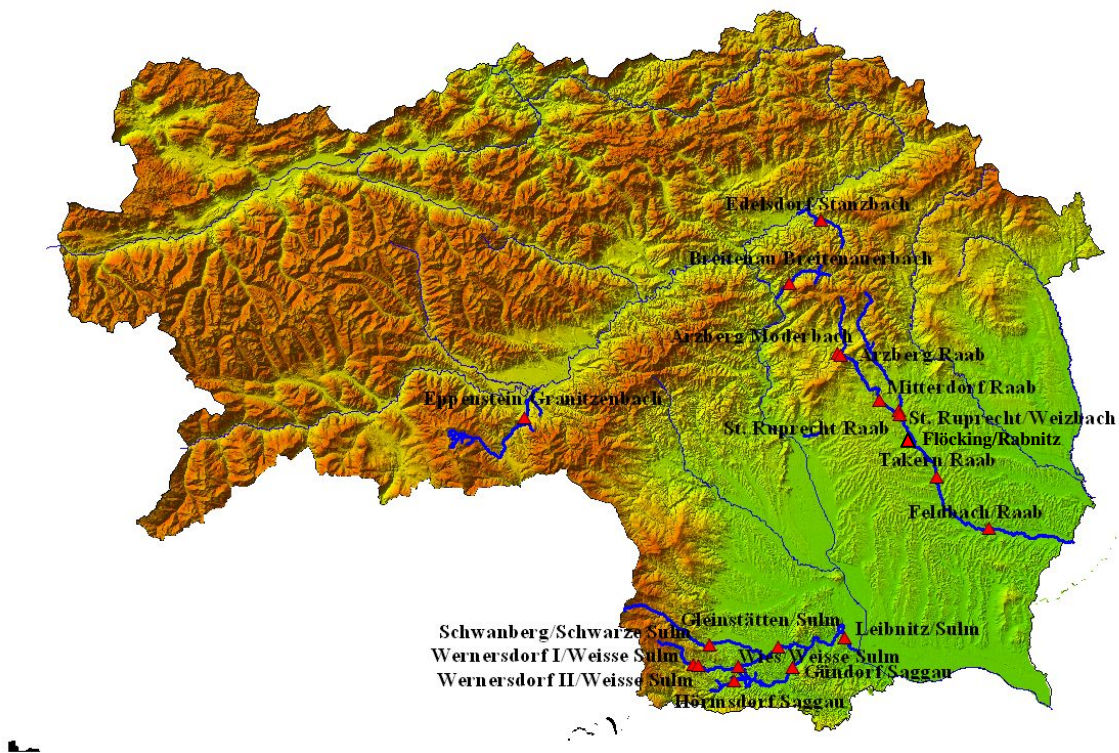 Edelsdorf/Stanzbach
Breitenau/Breitenauerbach
Arzberg/Moderbach
Arzberg/Raab
Mitterdorf/Raab
Eppenstein/Granitzenbach
St. Ruprecht/Weizbach
St. Ruprecht/Raab
Flöcking/Rabnitz
Takern/Raab
Feldbach/Raab
Gleinstätten/Sulm
Schwanberg/Schwarze Sulm
Leibnitz/Sulm
Wernersdorf I/Weisse Sulm
Wies/Weisse Sulm
Wernersdorf II/Weisse Sulm
Gündorf/Saggau
Hörmsdorf/Saggau